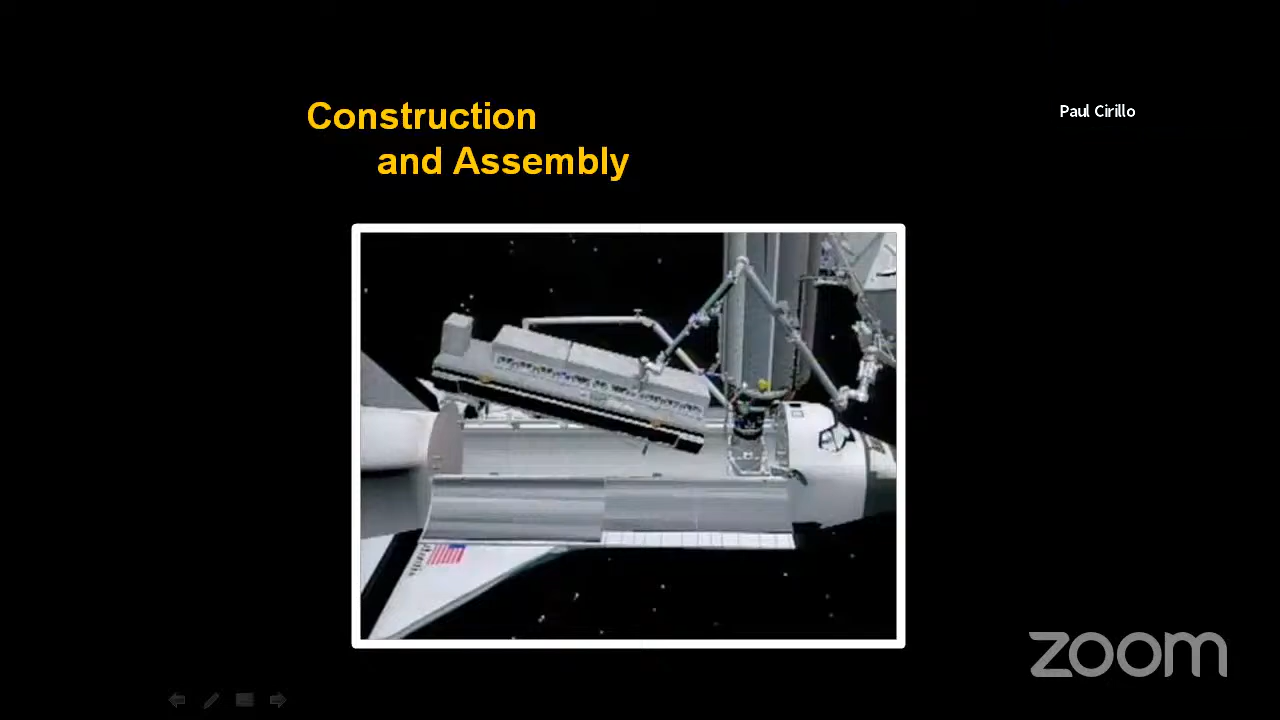 Construction
and Assembly
Paul Cirillo
zoom